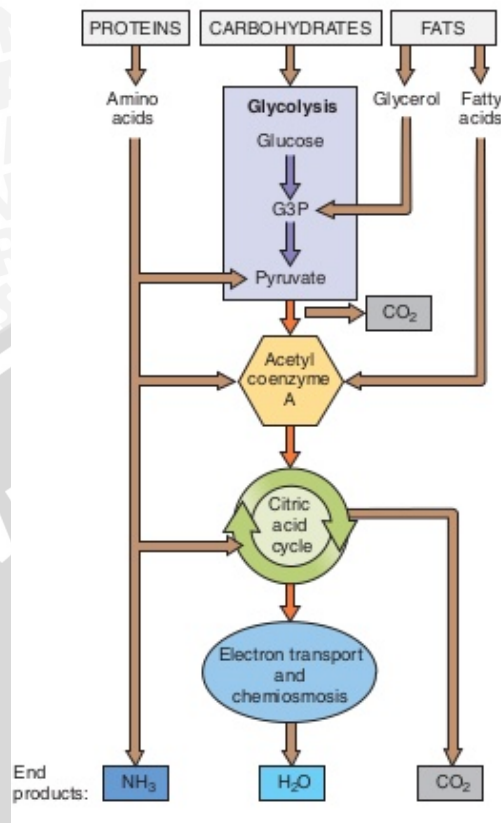 PROTEINS
CARBOHYDRATES
FATS
Amino
acids
Glycolysis
Glycerol
Fatty
acids
Glucose
G3P
Pyruvate
CO₂
Acetyl
coenzyme
A
Citric
acid
cycle
Electron transport
and
chemiosmosis
End
products:
NH₃
H₂O
CO₂